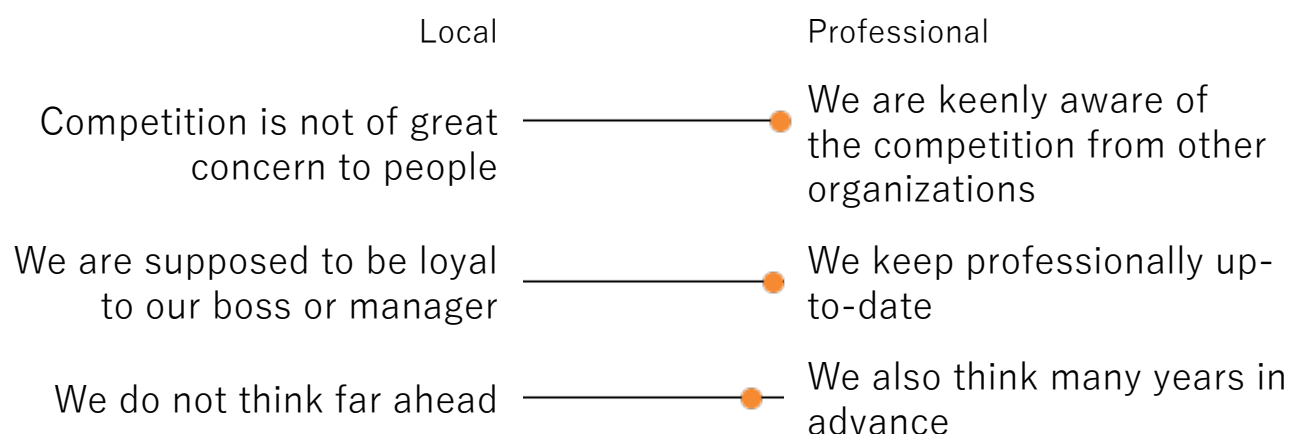 Local
Professional
Competition is not of great
concern to people
We are keenly aware of
the competition from other
organizations
We are supposed to be loyal
to our boss or manager
We keep professionally up-
to-date
We do not think far ahead
We also think many years in
advance